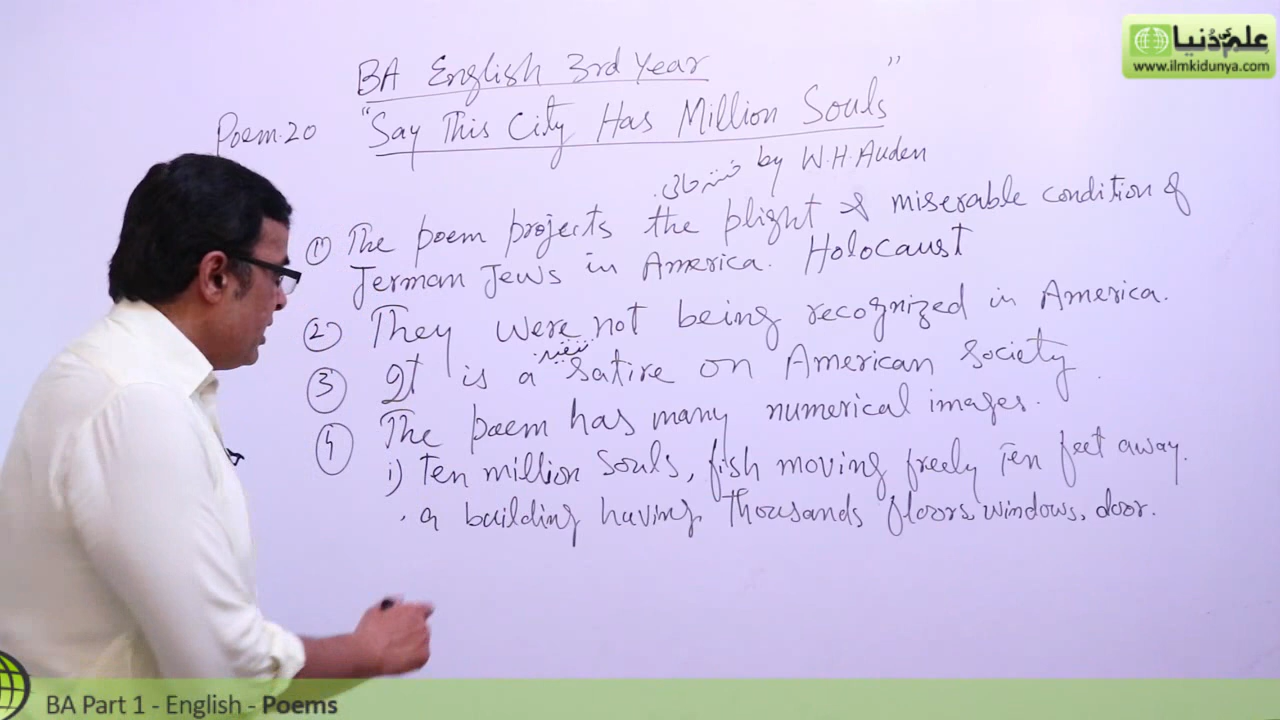 علم کی دُنیا
www.ilmkidunya.com
BA English 3rd Year
Poem.20 "Say This City Has Million Souls"
خستہ حالی by W.H.Auden
① The poem projects the plight & miserable condition of
Jerman Jews in America. Holocaust
② They were not being recognized in America.
تنقید
③ It is a satire on American Society
④ The poem has many numerical images.
i) Ten million souls, fish moving freely Ten feet away.
. a building having thousands floors, windows, door.
BA Part 1 - English - Poems